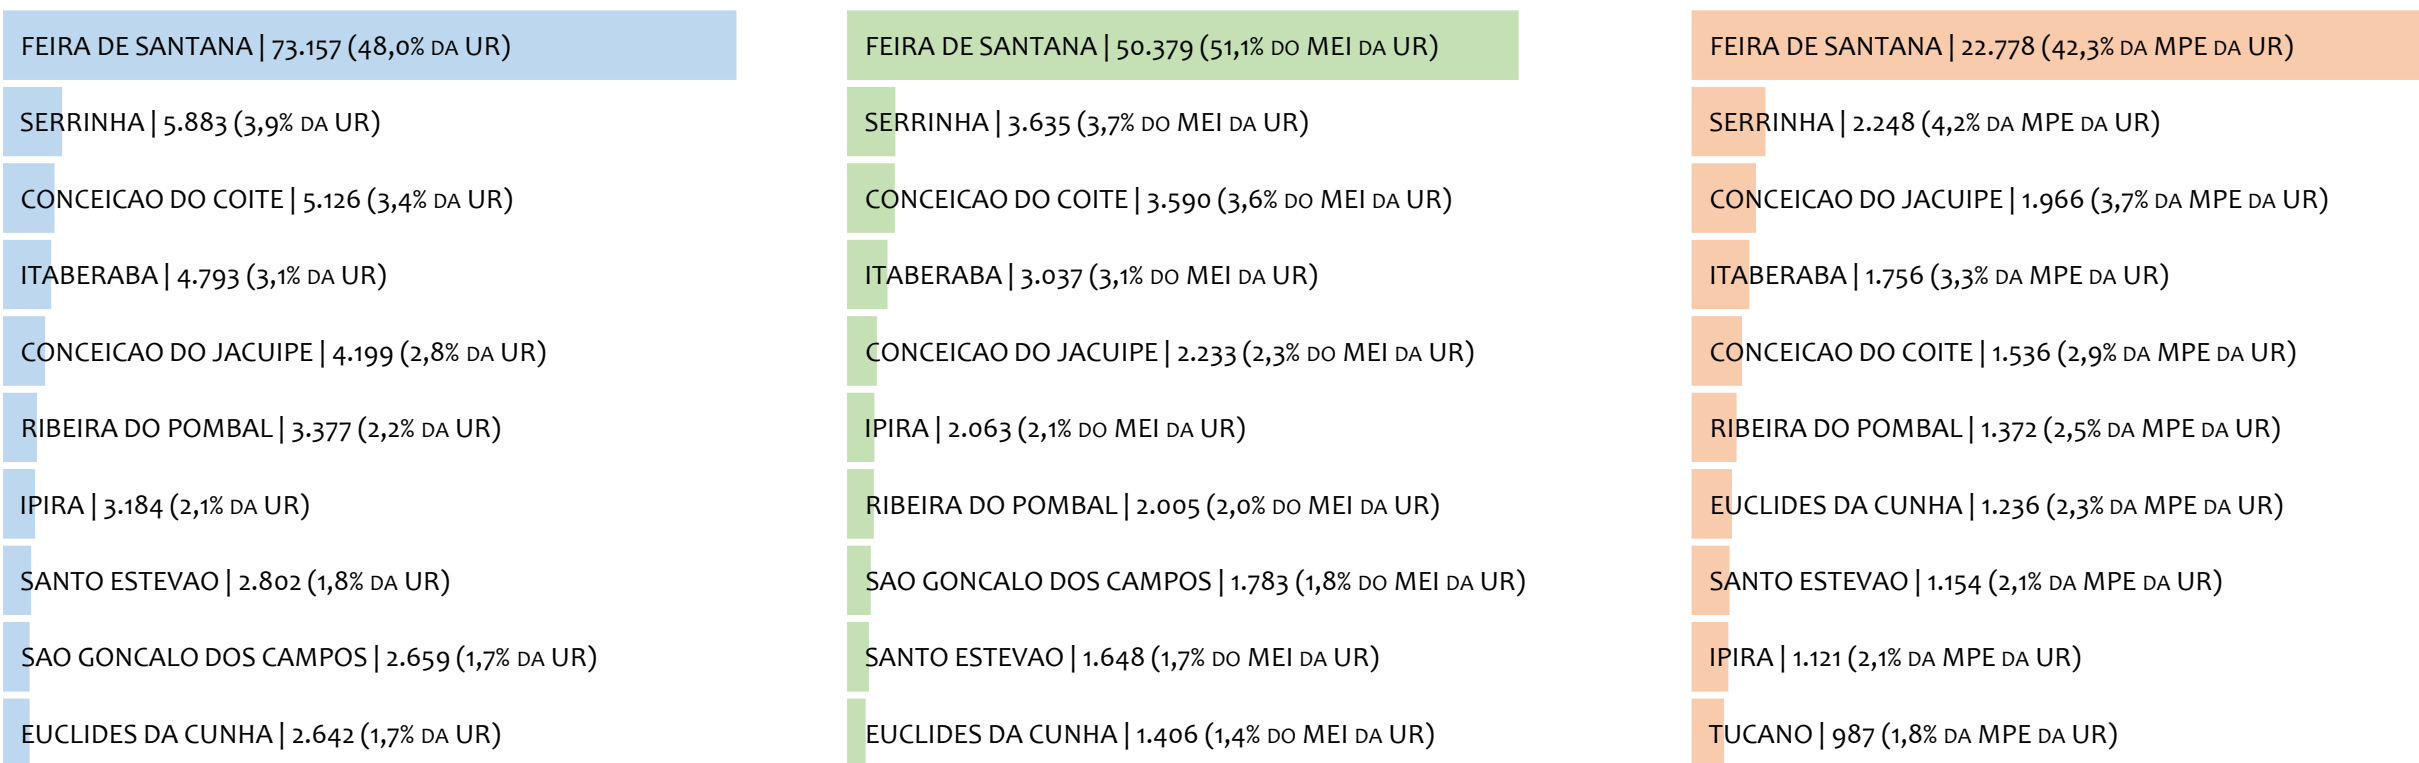 FEIRA DE SANTANA | 73.157 (48,0% DA UR)
SERRINHA | 5.883 (3,9% DA UR)
CONCEICAO DO COITE | 5.126 (3,4% DA UR)
ITABERABA | 4.793 (3,1% DA UR)
CONCEICAO DO JACUIPE | 4.199 (2,8% DA UR)
RIBEIRA DO POMBAL | 3.377 (2,2% DA UR)
IPIRA | 3.184 (2,1% DA UR)
SANTO ESTEVAO | 2.802 (1,8% DA UR)
SAO GONCALO DOS CAMPOS | 2.659 (1,7% DA UR)
EUCLIDES DA CUNHA | 2.642 (1,7% DA UR)
FEIRA DE SANTANA | 50.379 (51,1% DO MEI DA UR)
SERRINHA | 3.635 (3,7% DO MEI DA UR)
CONCEICAO DO COITE | 3.590 (3,6% DO MEI DA UR)
ITABERABA | 3.037 (3,1% DO MEI DA UR)
CONCEICAO DO JACUIPE | 2.233 (2,3% DO MEI DA UR)
IPIRA | 2.063 (2,1% DO MEI DA UR)
RIBEIRA DO POMBAL | 2.005 (2,0% DO MEI DA UR)
SAO GONCALO DOS CAMPOS | 1.783 (1,8% DO MEI DA UR)
SANTO ESTEVAO | 1.648 (1,7% DO MEI DA UR)
EUCLIDES DA CUNHA | 1.406 (1,4% DO MEI DA UR)
FEIRA DE SANTANA | 22.778 (42,3% DA MPE DA UR)
SERRINHA | 2.248 (4,2% DA MPE DA UR)
CONCEICAO DO JACUIPE | 1.966 (3,7% DA MPE DA UR)
ITABERABA | 1.756 (3,3% DA MPE DA UR)
CONCEICAO DO COITE | 1.536 (2,9% DA MPE DA UR)
RIBEIRA DO POMBAL | 1.372 (2,5% DA MPE DA UR)
EUCLIDES DA CUNHA | 1.236 (2,3% DA MPE DA UR)
SANTO ESTEVAO | 1.154 (2,1% DA MPE DA UR)
IPIRA | 1.121 (2,1% DA MPE DA UR)
TUCANO | 987 (1,8% DA MPE DA UR)